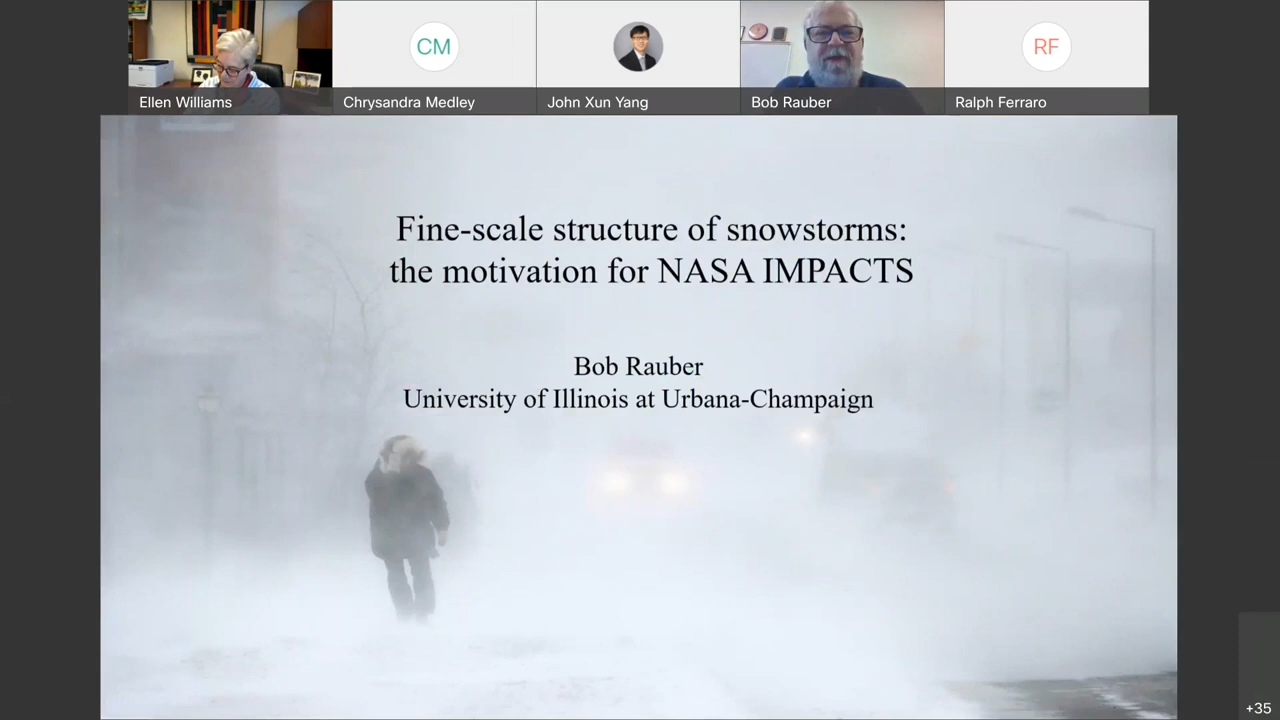 CM
RF
Ellen Williams
Chrysandra Medley
John Xun Yang
Bob Rauber
Ralph Ferraro
Fine-scale structure of snowstorms:
the motivation for NASA IMPACTS
Bob Rauber
University of Illinois at Urbana-Champaign
+35